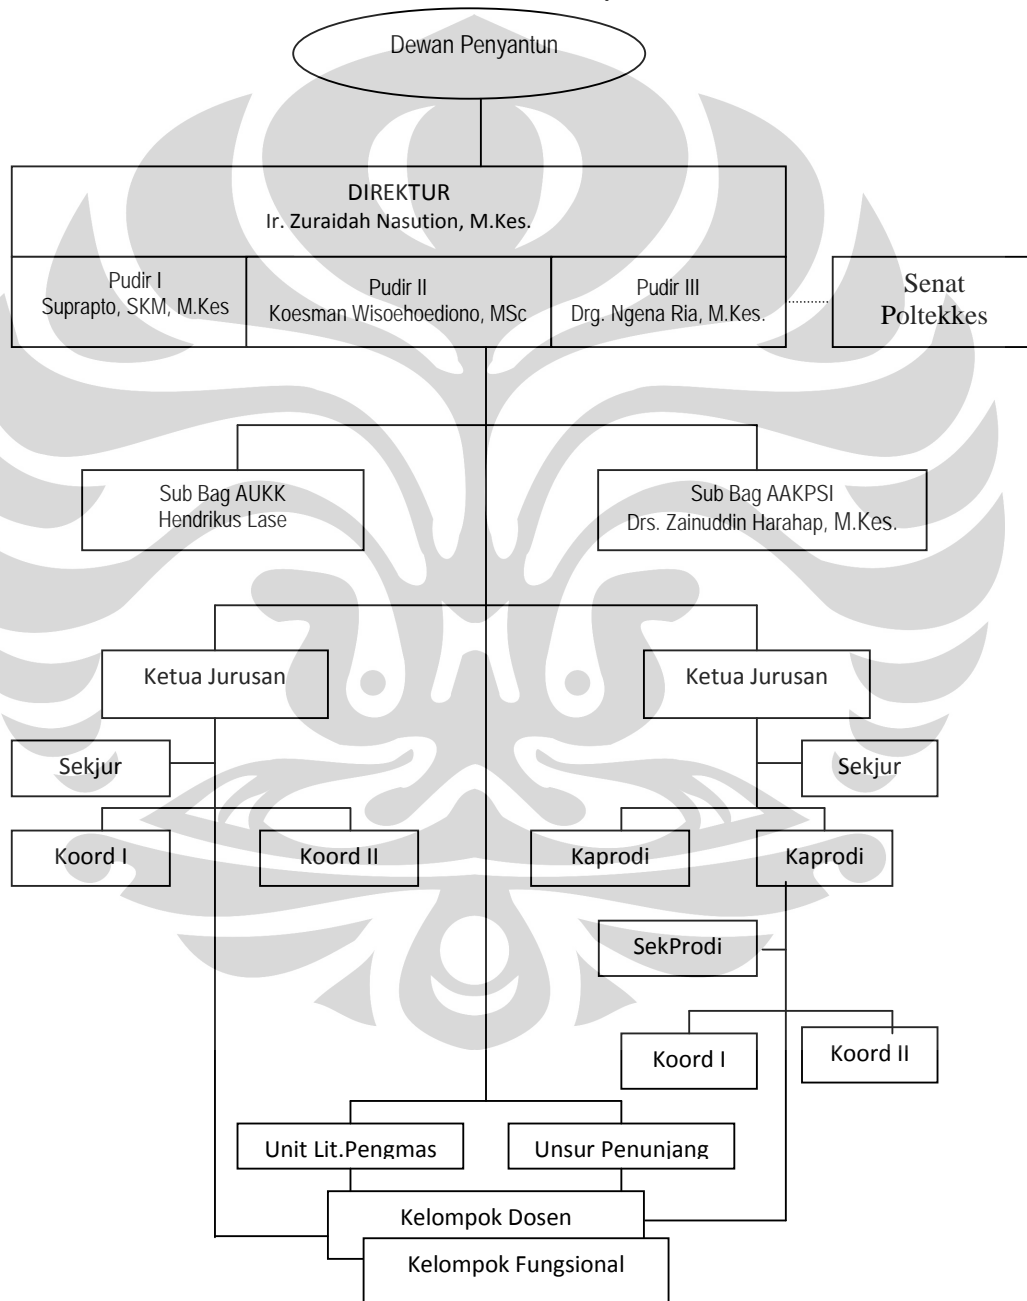 Dewan Penyantun
DIREKTUR
Ir. Zuraidah Nasution, M.Kes.
Pudir I
Suprapto, SKM, M.Kes
Pudir II
Koesman Wisoehoediono, MSc
Pudir III
Drg. Ngena Ria, M.Kes.
Senat
Poltekkes
Sub Bag AUKK
Hendrikus Lase
Sub Bag AAKPSI
Drs. Zainuddin Harahap, M.Kes.
Ketua Jurusan
Ketua Jurusan
Sekjur
Sekjur
Koord I
Koord II
Kaprodi
Kaprodi
SekProdi
Koord I
Koord II
Unit Lit.Pengmas
Unsur Penunjang
Kelompok Dosen
Kelompok Fungsional